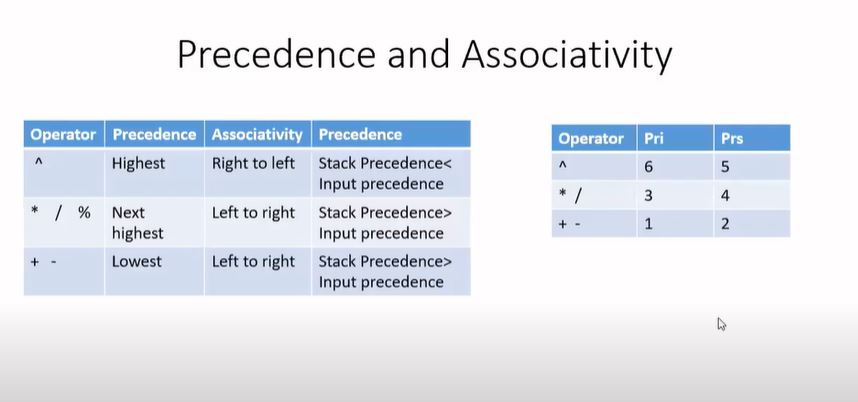 Precedence and Associativity
Operator Precedence Associativity Precedence
^ Highest Right to left Stack Precedence<
Input precedence
* / % Next Left to right Stack Precedence>
highest Input precedence
+ - Lowest Left to right Stack Precedence>
Input precedence
Operator Pri Prs
^ 6 5
* / 3 4
+ - 1 2